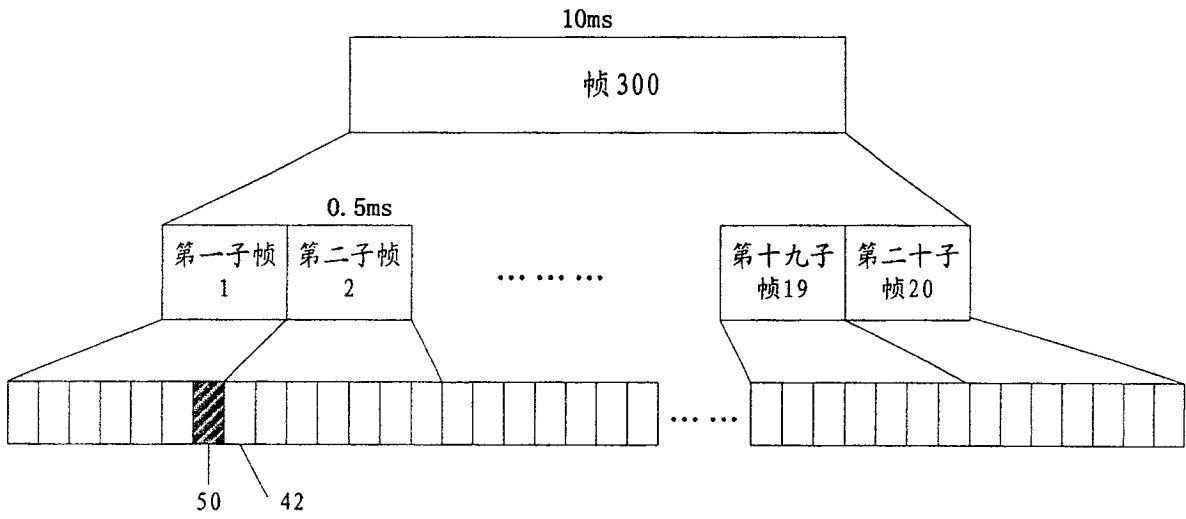 10ms
帧300
0.5ms
第一子帧
1
第二子帧
2
………
第十九子
帧19
第二十子
帧20
……
50
42